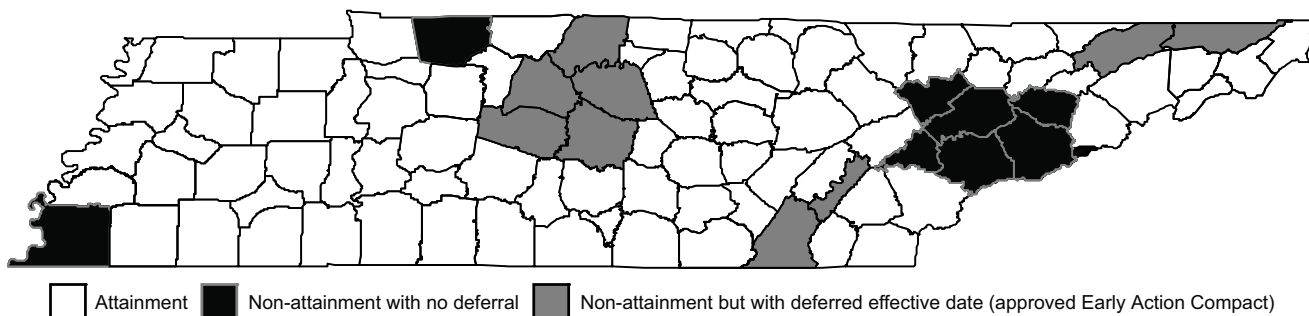 Attainment Non-attainment with no deferral Non-attainment but with deferred effective date (approved Early Action Compact)